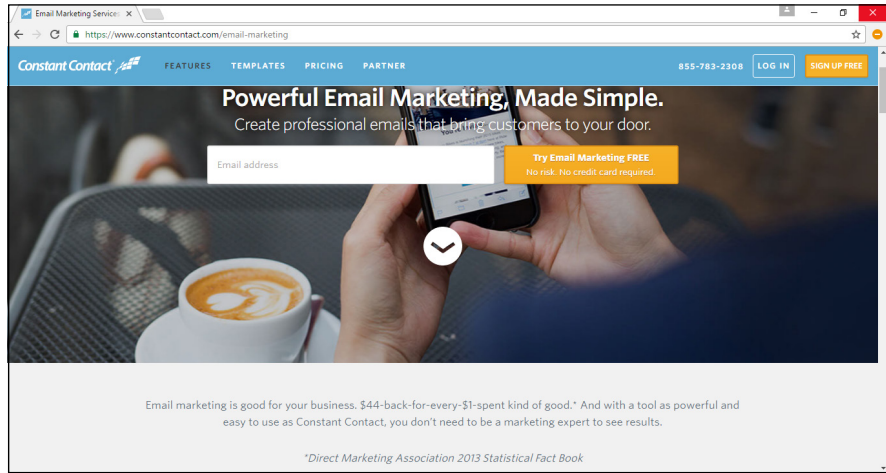 Email Marketing Services
https://www.constantcontact.com/email-marketing
Constant Contact FEATURES TEMPLATES PRICING PARTNER 855-783-2308 LOG IN SIGN UP FREE
Powerful Email Marketing, Made Simple.
Create professional emails that bring customers to your door.
Email address
Try Email Marketing FREE
No risk. No credit card required.
Email marketing is good for your business. $44-back-for-every-$1-spent kind of good.* And with a tool as powerful and
easy to use as Constant Contact, you don't need to be a marketing expert to see results.
*Direct Marketing Association 2013 Statistical Fact Book